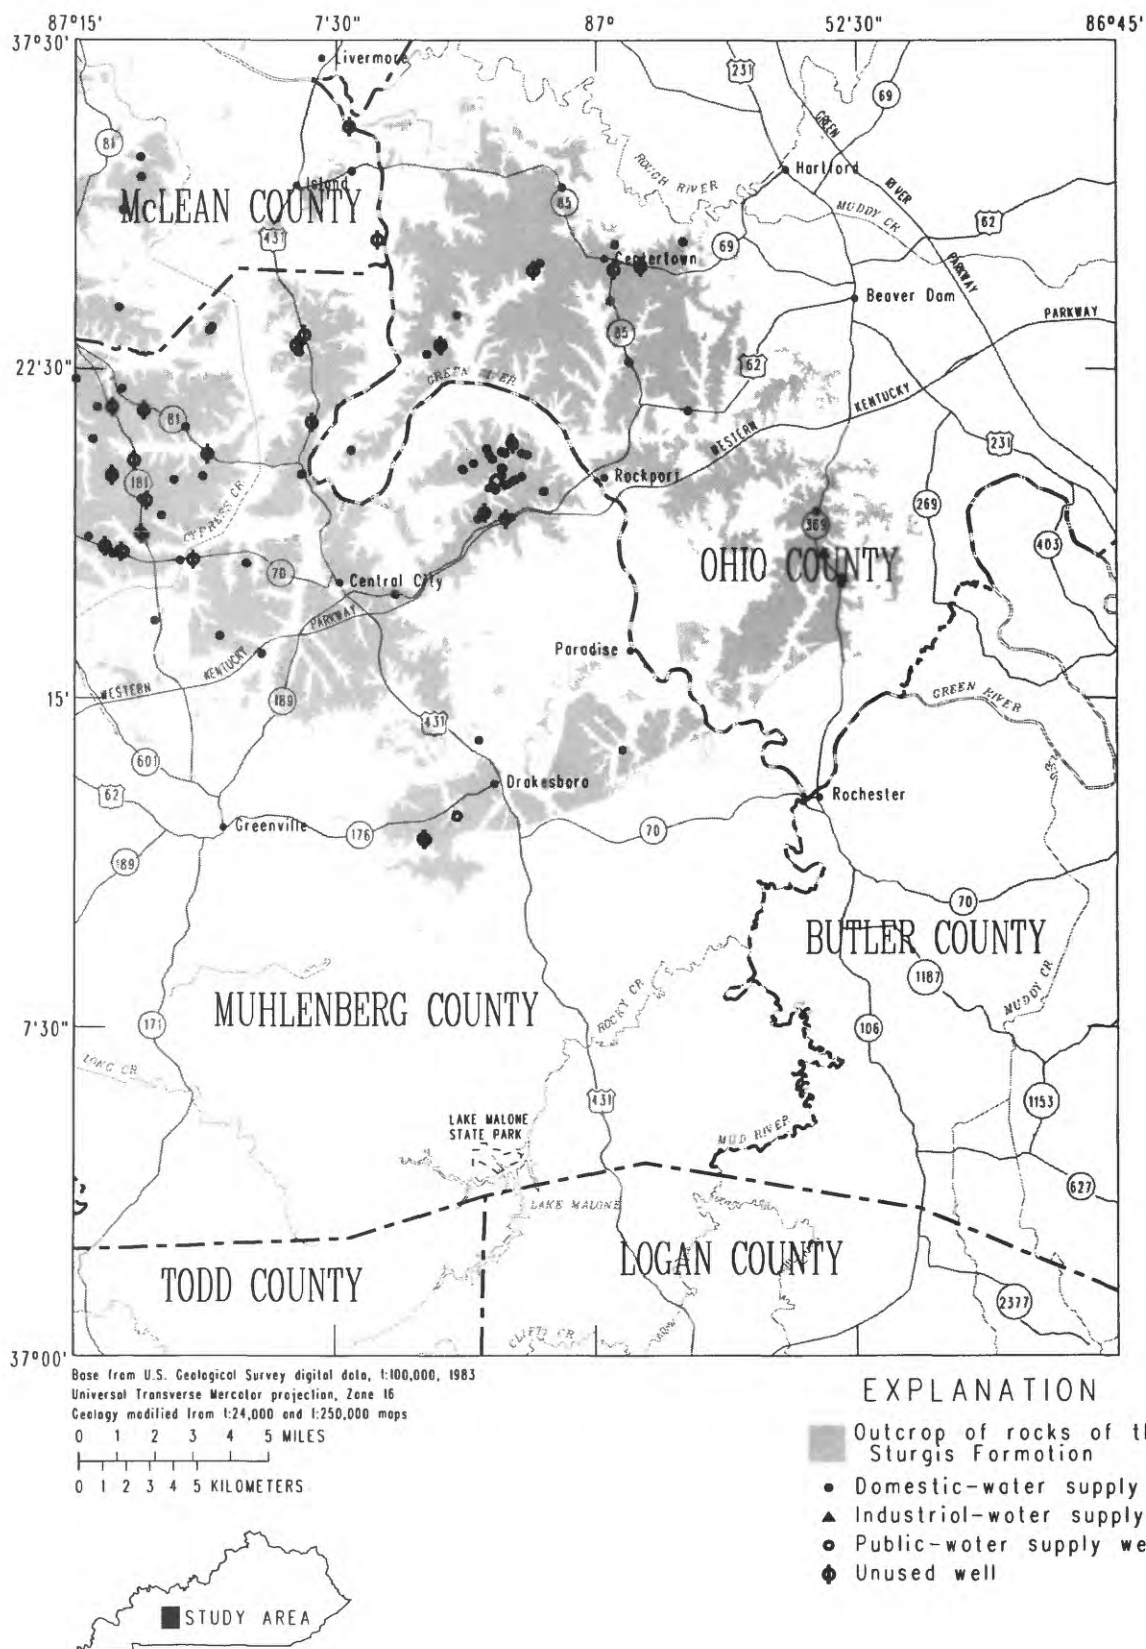 87°15'
7'30"
87°
52'30"
86°45'
37°30'
Livermore
231
69
GREEN
RIVER
PARKWAY
81
Hartford
ROUGH RIVER
Island
McLEAN COUNTY
85
MUDDY CR
62
431
69
Centertown
Beaver Dam
PARKWAY
85
62
22'30"
GREEN RIVER
KENTUCKY
81
WESTERN
231
Rockport
181
269
CYPRESS CR
369
403
OHIO COUNTY
70
Central City
PARKWAY
Paradise
KENTUCKY
WESTERN
15'
189
GREEN RIVER
431
601
Drakesboro
62
Rochester
Greenville
176
70
189
70
BUTLER COUNTY
1187
MUDDY CR
MUHLENBERG COUNTY
ROCKY CR
7'30"
171
106
LONG CR
1153
431
LAKE MALONE
STATE PARK
MUD RIVER
627
LAKE MALONE
LOGAN COUNTY
TODD COUNTY
2377
CLIFTY CR
37°00'
Base from U.S. Geological Survey digital data, 1:100,000, 1983
Universal Transverse Mercator projection, Zone 16
Geology modified from 1:24,000 and 1:250,000 maps
0 1 2 3 4 5 MILES
0 1 2 3 4 5 KILOMETERS
EXPLANATION
Outcrop of rocks of th
Sturgis Formation
Domestic-water supply
Industrial-water supply
Public-water supply we
Unused well
STUDY AREA